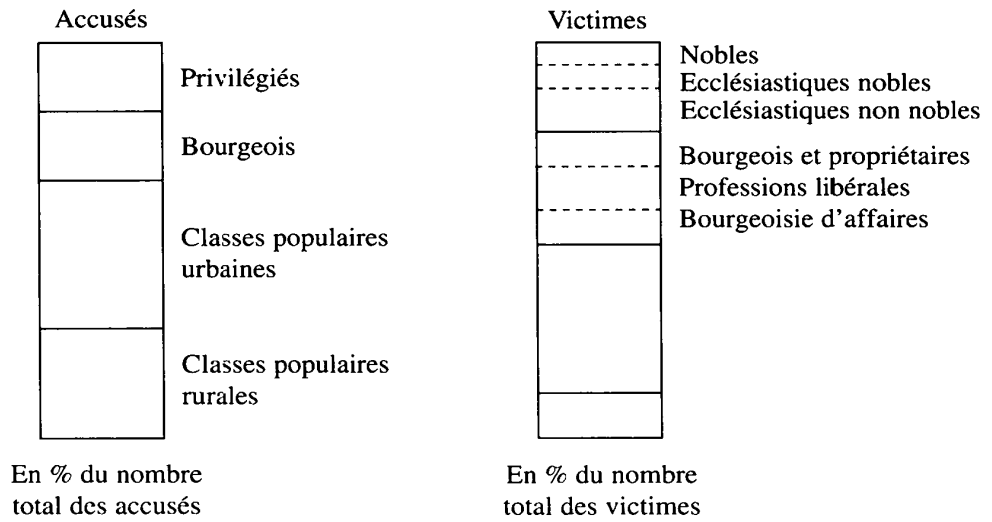 Accusés
Privilégiés
Bourgeois
Classes populaires
urbaines
Classes populaires
rurales
En % du nombre
total des accusés
Victimes
Nobles
Ecclésiastiques nobles
Ecclésiastiques non nobles
Bourgeois et propriétaires
Professions libérales
Bourgeoisie d'affaires
En % du nombre
total des victimes